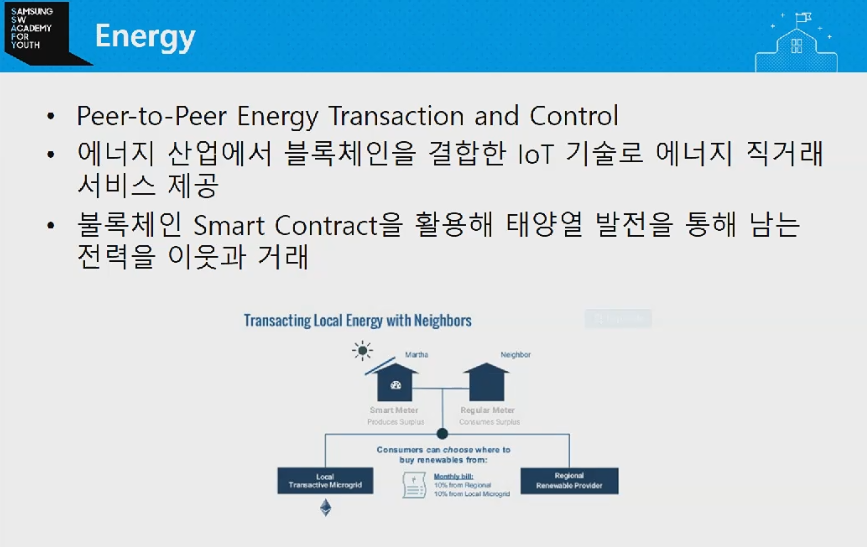 SAMSUNG
SW
ACADEMY
FOR
YOUTH
Energy
• Peer-to-Peer Energy Transaction and Control
• 에너지 산업에서 블록체인을 결합한 IoT 기술로 에너지 직거래
서비스 제공
• 불록체인 Smart Contract을 활용해 태양열 발전을 통해 남는
전력을 이웃과 거래
Transacting Local Energy with Neighbors
Martha
Neighbor
Smart Meter
Produces Surplus
Regular Meter
Consumes Surplus
Consumers can choose where to
buy renewables from:
Local
Transactive Microgrid
Monthly bill:
10% from Regional
10% from Local Microgrid
Regional
Renewable Provider